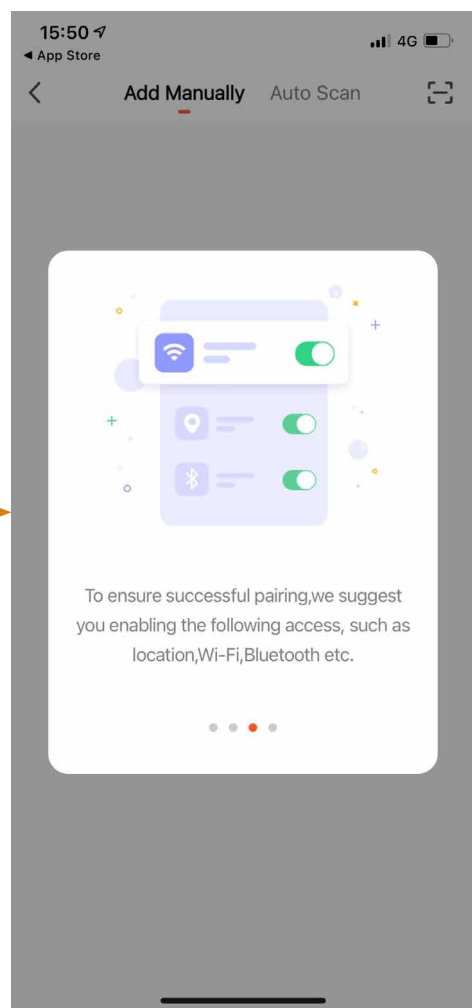 15:50
4G
◀ App Store
Add Manually Auto Scan
To ensure successful pairing,we suggest
you enabling the following access, such as
location,Wi-Fi,Bluetooth etc.